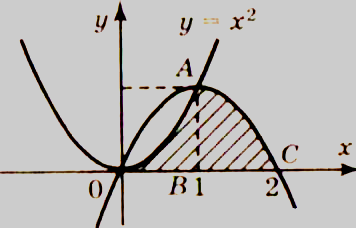 y y = x²
A
C x
0 B 1 2